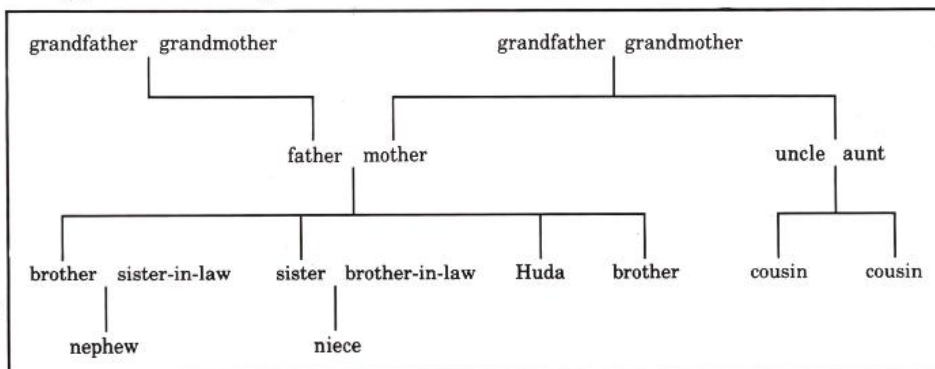 grandfather grandmother grandfather grandmother
father mother uncle aunt
brother sister-in-law sister brother-in-law Huda brother cousin cousin
nephew niece